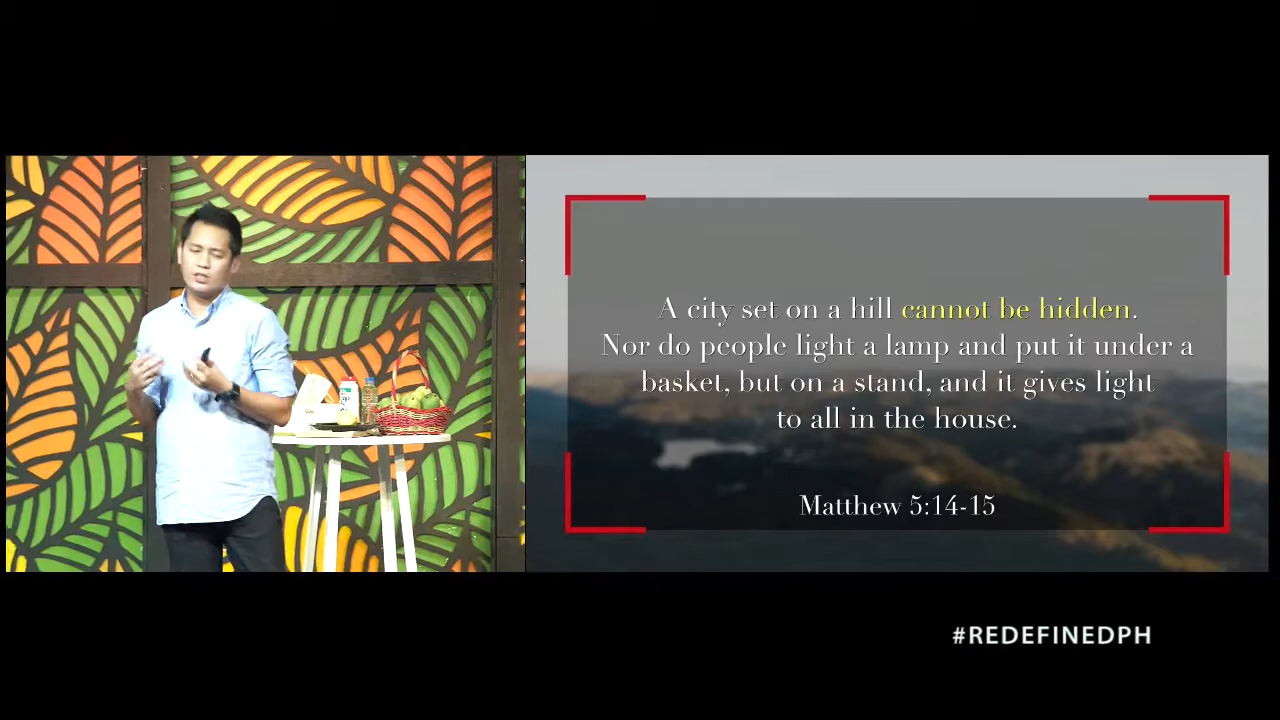 A city set on a hill cannot be hidden.
Nor do people light a lamp and put it under a
basket, but on a stand, and it gives light
to all in the house.
Matthew 5:14-15
#REDEFINEDPH